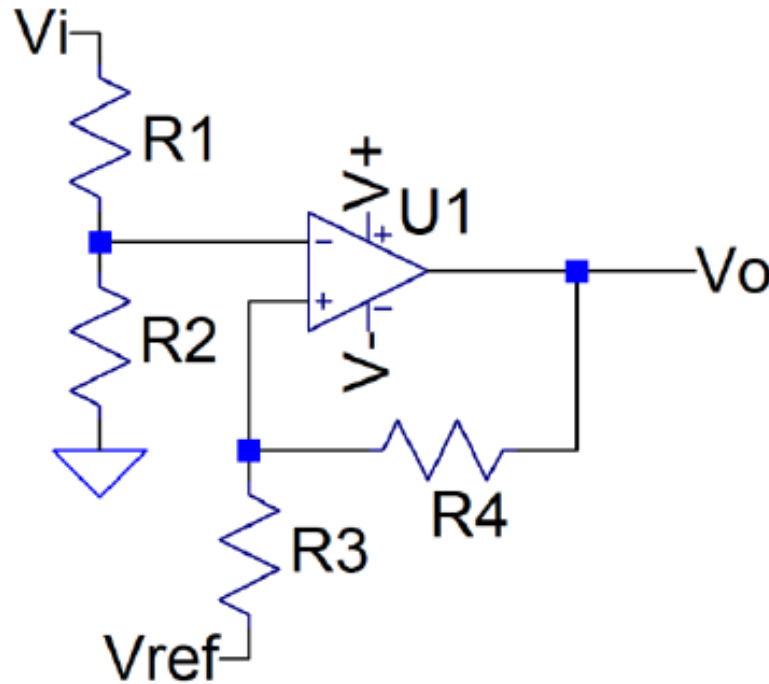 Vi
R1
V+
U1
-
+
+
-
Vo
R2
V-
R4
R3
Vref